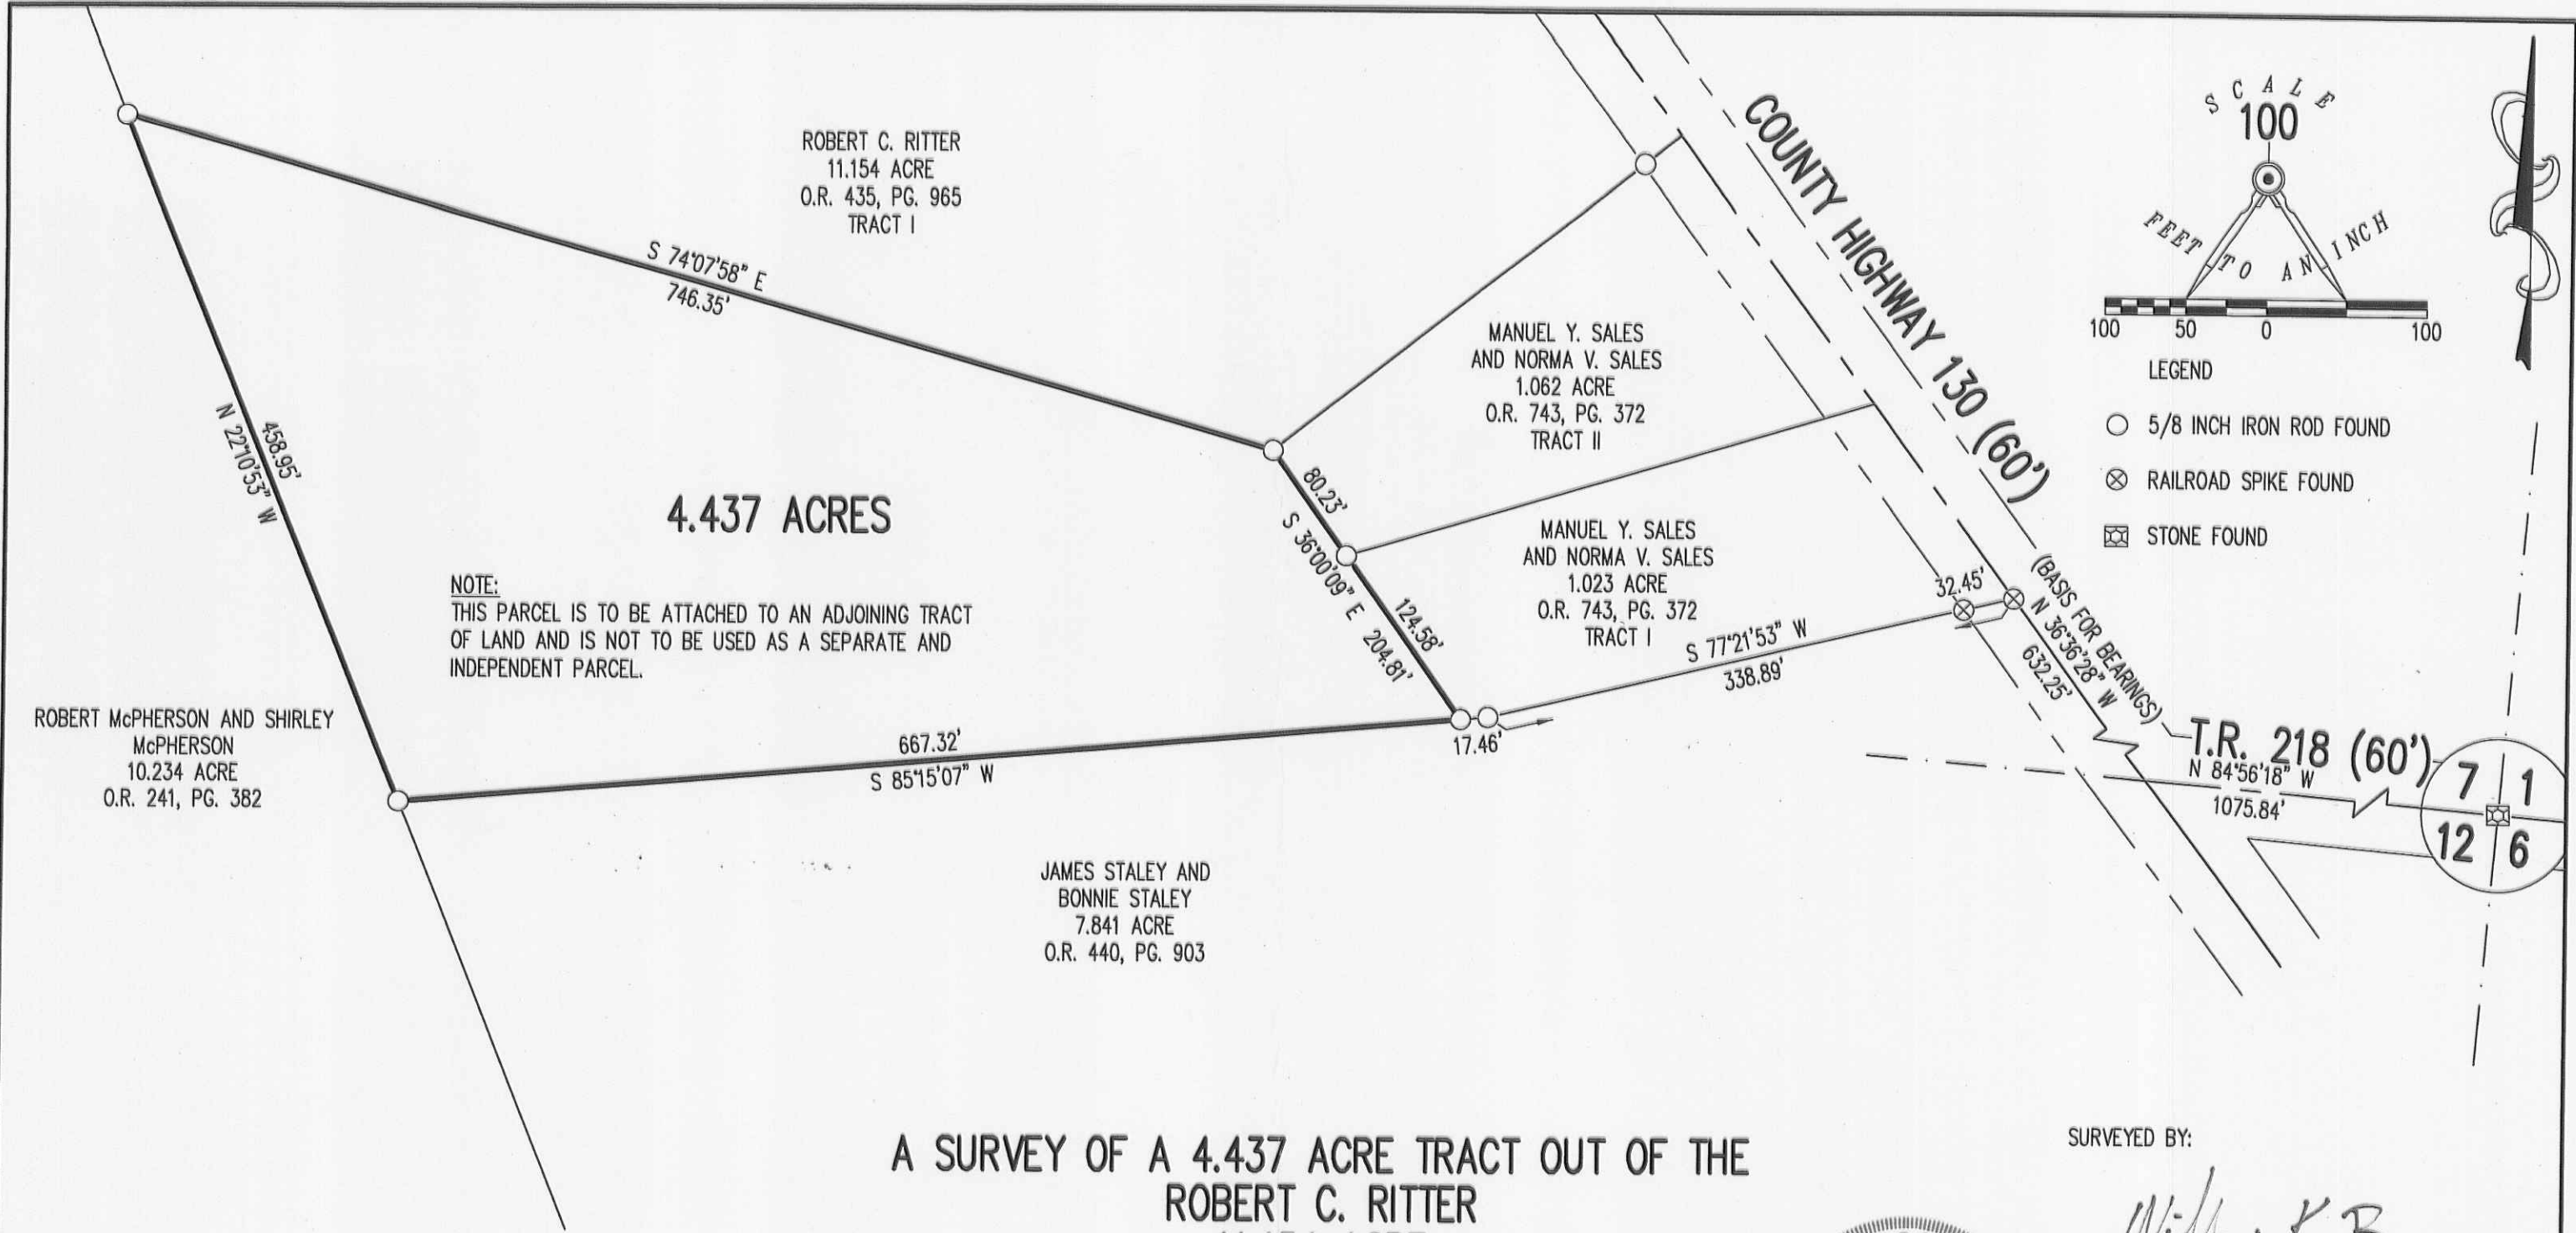 ROBERT C. RITTER
11.154 ACRE
O.R. 435, PG. 965
TRACT I
S 74°07'58" E
746.35'
COUNTY HIGHWAY 130 (60')
SCALE
100
FEET TO AN INCH
100 50 0 100
LEGEND
5/8 INCH IRON ROD FOUND
RAILROAD SPIKE FOUND
STONE FOUND
MANUEL Y. SALES
AND NORMA V. SALES
1.062 ACRE
O.R. 743, PG. 372
TRACT II
458.95'
N 22°10'53" W
4.437 ACRES
80.23'
S 36°00'09" E 204.81'
124.58'
MANUEL Y. SALES
AND NORMA V. SALES
1.023 ACRE
O.R. 743, PG. 372
TRACT I
NOTE:
THIS PARCEL IS TO BE ATTACHED TO AN ADJOINING TRACT
OF LAND AND IS NOT TO BE USED AS A SEPARATE AND
INDEPENDENT PARCEL.
32.45'
(BASIS FOR BEARINGS)
N 36°36'28" W
632.25'
S 77°21'53" W
338.89'
ROBERT McPHERSON AND SHIRLEY
McPHERSON
10.234 ACRE
O.R. 241, PG. 382
667.32'
S 85°15'07" W
17.46'
T.R. 218 (60')
N 84°56'18" W
1075.84'
7 1
12 6
JAMES STALEY AND
BONNIE STALEY
7.841 ACRE
O.R. 440, PG. 903
A SURVEY OF A 4.437 ACRE TRACT OUT OF THE
ROBERT C. RITTER
SURVEYED BY: